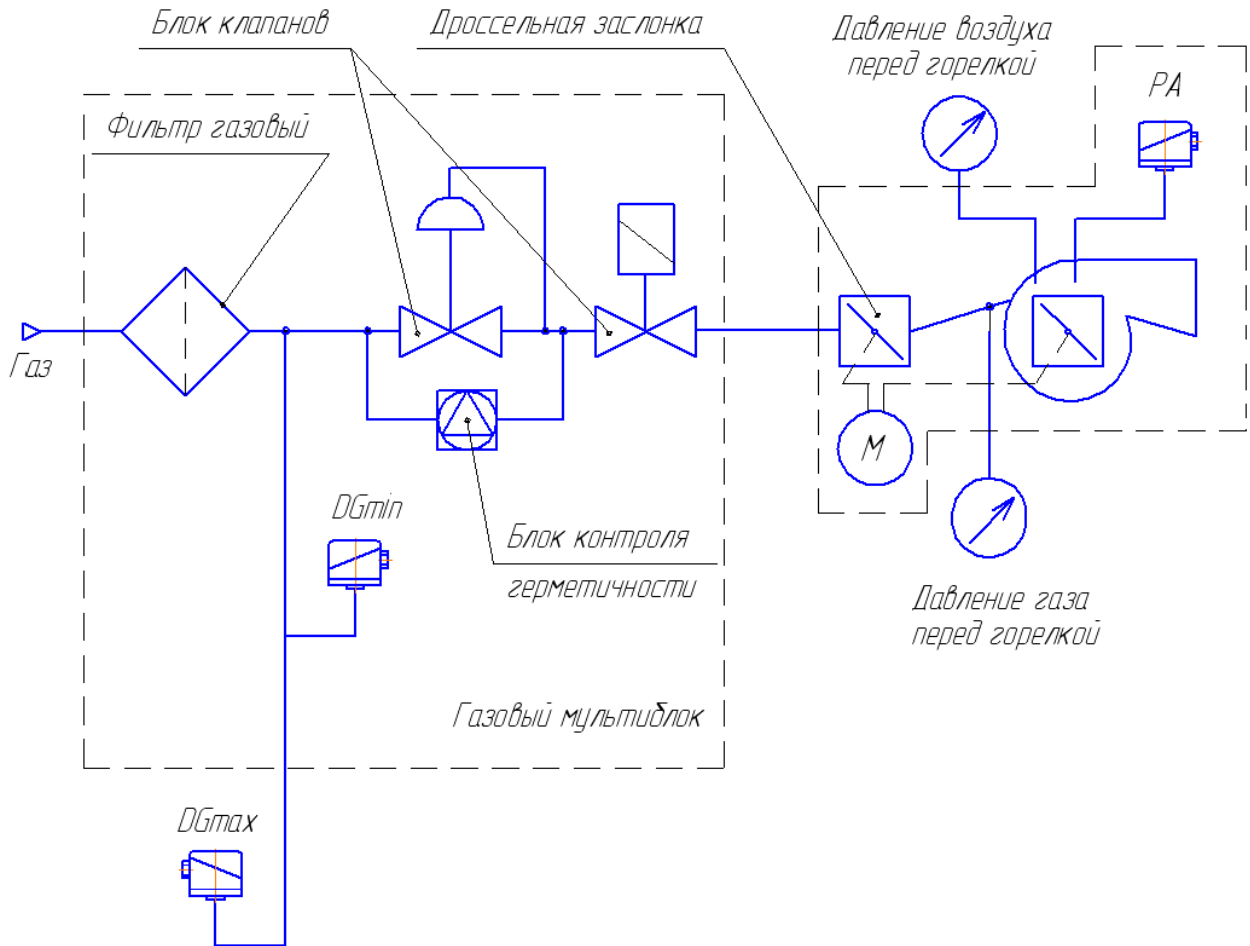 Блок клапанов
Дроссельная заслонка
Давление воздуха
перед горелкой
PA
Фильтр газовый
Газ
M
DGmin
Блок контроля
герметичности
Давление газа
перед горелкой
Газовый мультиблок
DGmax